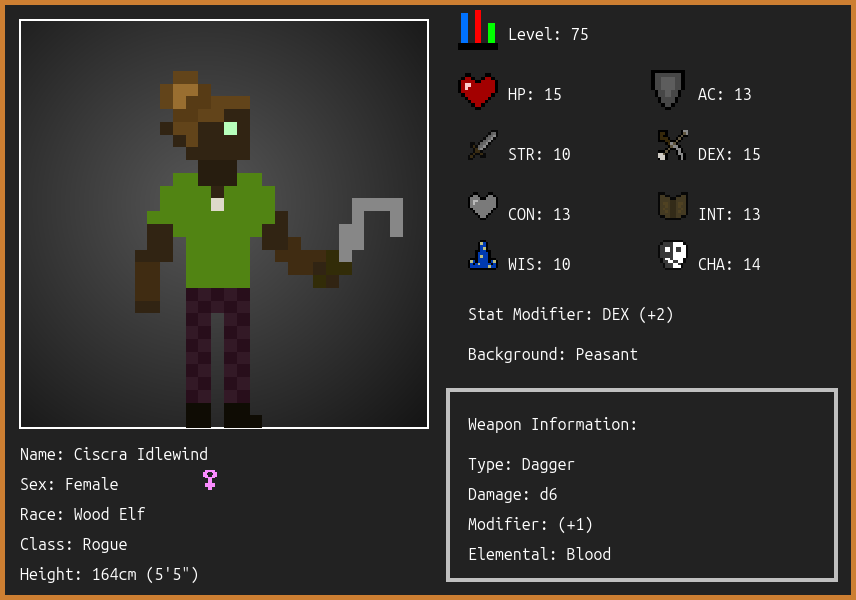 Level: 75
HP: 15
AC: 13
STR: 10
DEX: 15
CON: 13
INT: 13
WIS: 10
CHA: 14
Stat Modifier: DEX (+2)
Background: Peasant
Weapon Information:
Type: Dagger
Damage: d6
Modifier: (+1)
Elemental: Blood
Name: Ciscra Idlewind
Sex: Female
Race: Wood Elf
Class: Rogue
Height: 164cm (5'5")